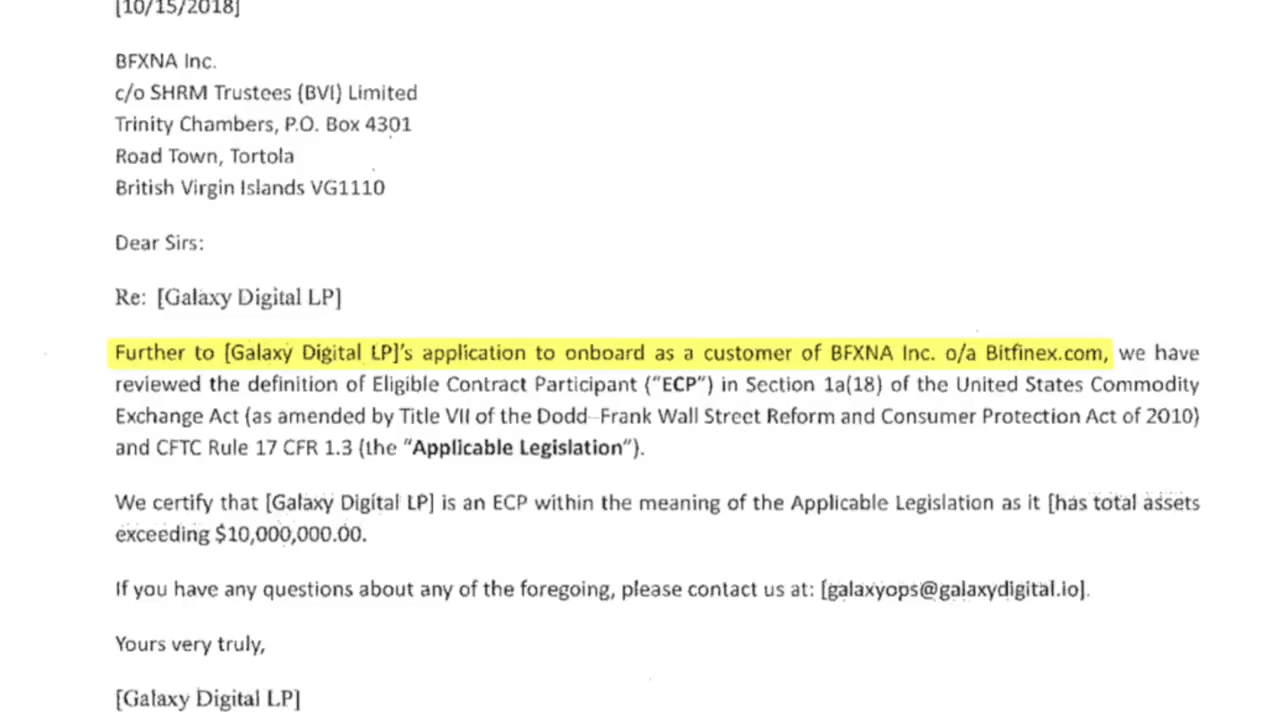 [10/15/2018]
BFXNA Inc.
c/o SHRM Trustees (BVI) Limited
Trinity Chambers, P.O. Box 4301
Road Town, Tortola
British Virgin Islands VG1110
Dear Sirs:
Re: [Galaxy Digital LP]
Further to [Galaxy Digital LP]'s application to onboard as a customer of BFXNA Inc. o/a Bitfinex.com, we have
reviewed the definition of Eligible Contract Participant ("ECP") in Section 1a(18) of the United States Commodity
Exchange Act (as amended by Title VII of the Dodd-Frank Wall Street Reform and Consumer Protection Act of 2010)
and CFTC Rule 17 CFR 1.3 (the "Applicable Legislation").
We certify that [Galaxy Digital LP] is an ECP within the meaning of the Applicable Legislation as it [has total assets
exceeding $10,000,000.00.
If you have any questions about any of the foregoing, please contact us at: [galaxyops@galaxydigital.io].
Yours very truly,
[Galaxy Digital LP]